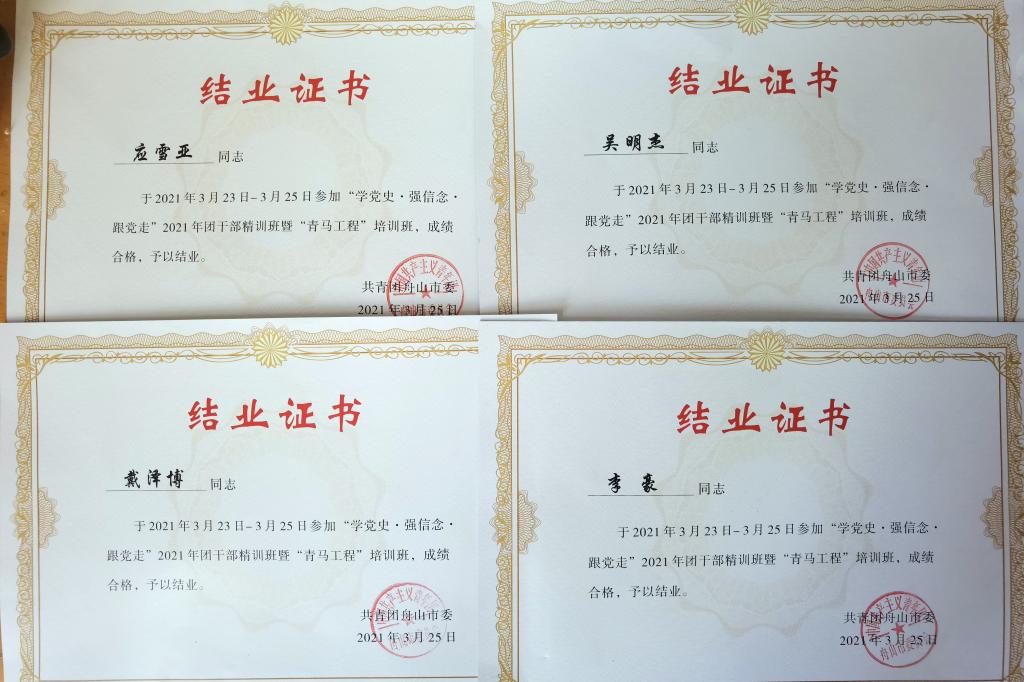 结业证书
应雪亚 同志
于2021年3月23日-3月25日参加“学党史·强信念·
跟党走”2021年团干部精训班暨“青马工程”培训班，成绩
合格，予以结业。
共青团舟山市委
2021年3月25日
结业证书
吴明杰 同志
于2021年3月23日-3月25日参加“学党史·强信念·
跟党走”2021年团干部精训班暨“青马工程”培训班，成绩
合格，予以结业。
共青团舟山市委
2021年3月25日
结业证书
戴泽博 同志
于2021年3月23日-3月25日参加“学党史·强信念·
跟党走”2021年团干部精训班暨“青马工程”培训班，成绩
合格，予以结业。
共青团舟山市委
2021年3月25日
结业证书
李豪 同志
于2021年3月23日-3月25日参加“学党史·强信念·
跟党走”2021年团干部精训班暨“青马工程”培训班，成绩
合格，予以结业。
共青团舟山市委
2021年3月25日